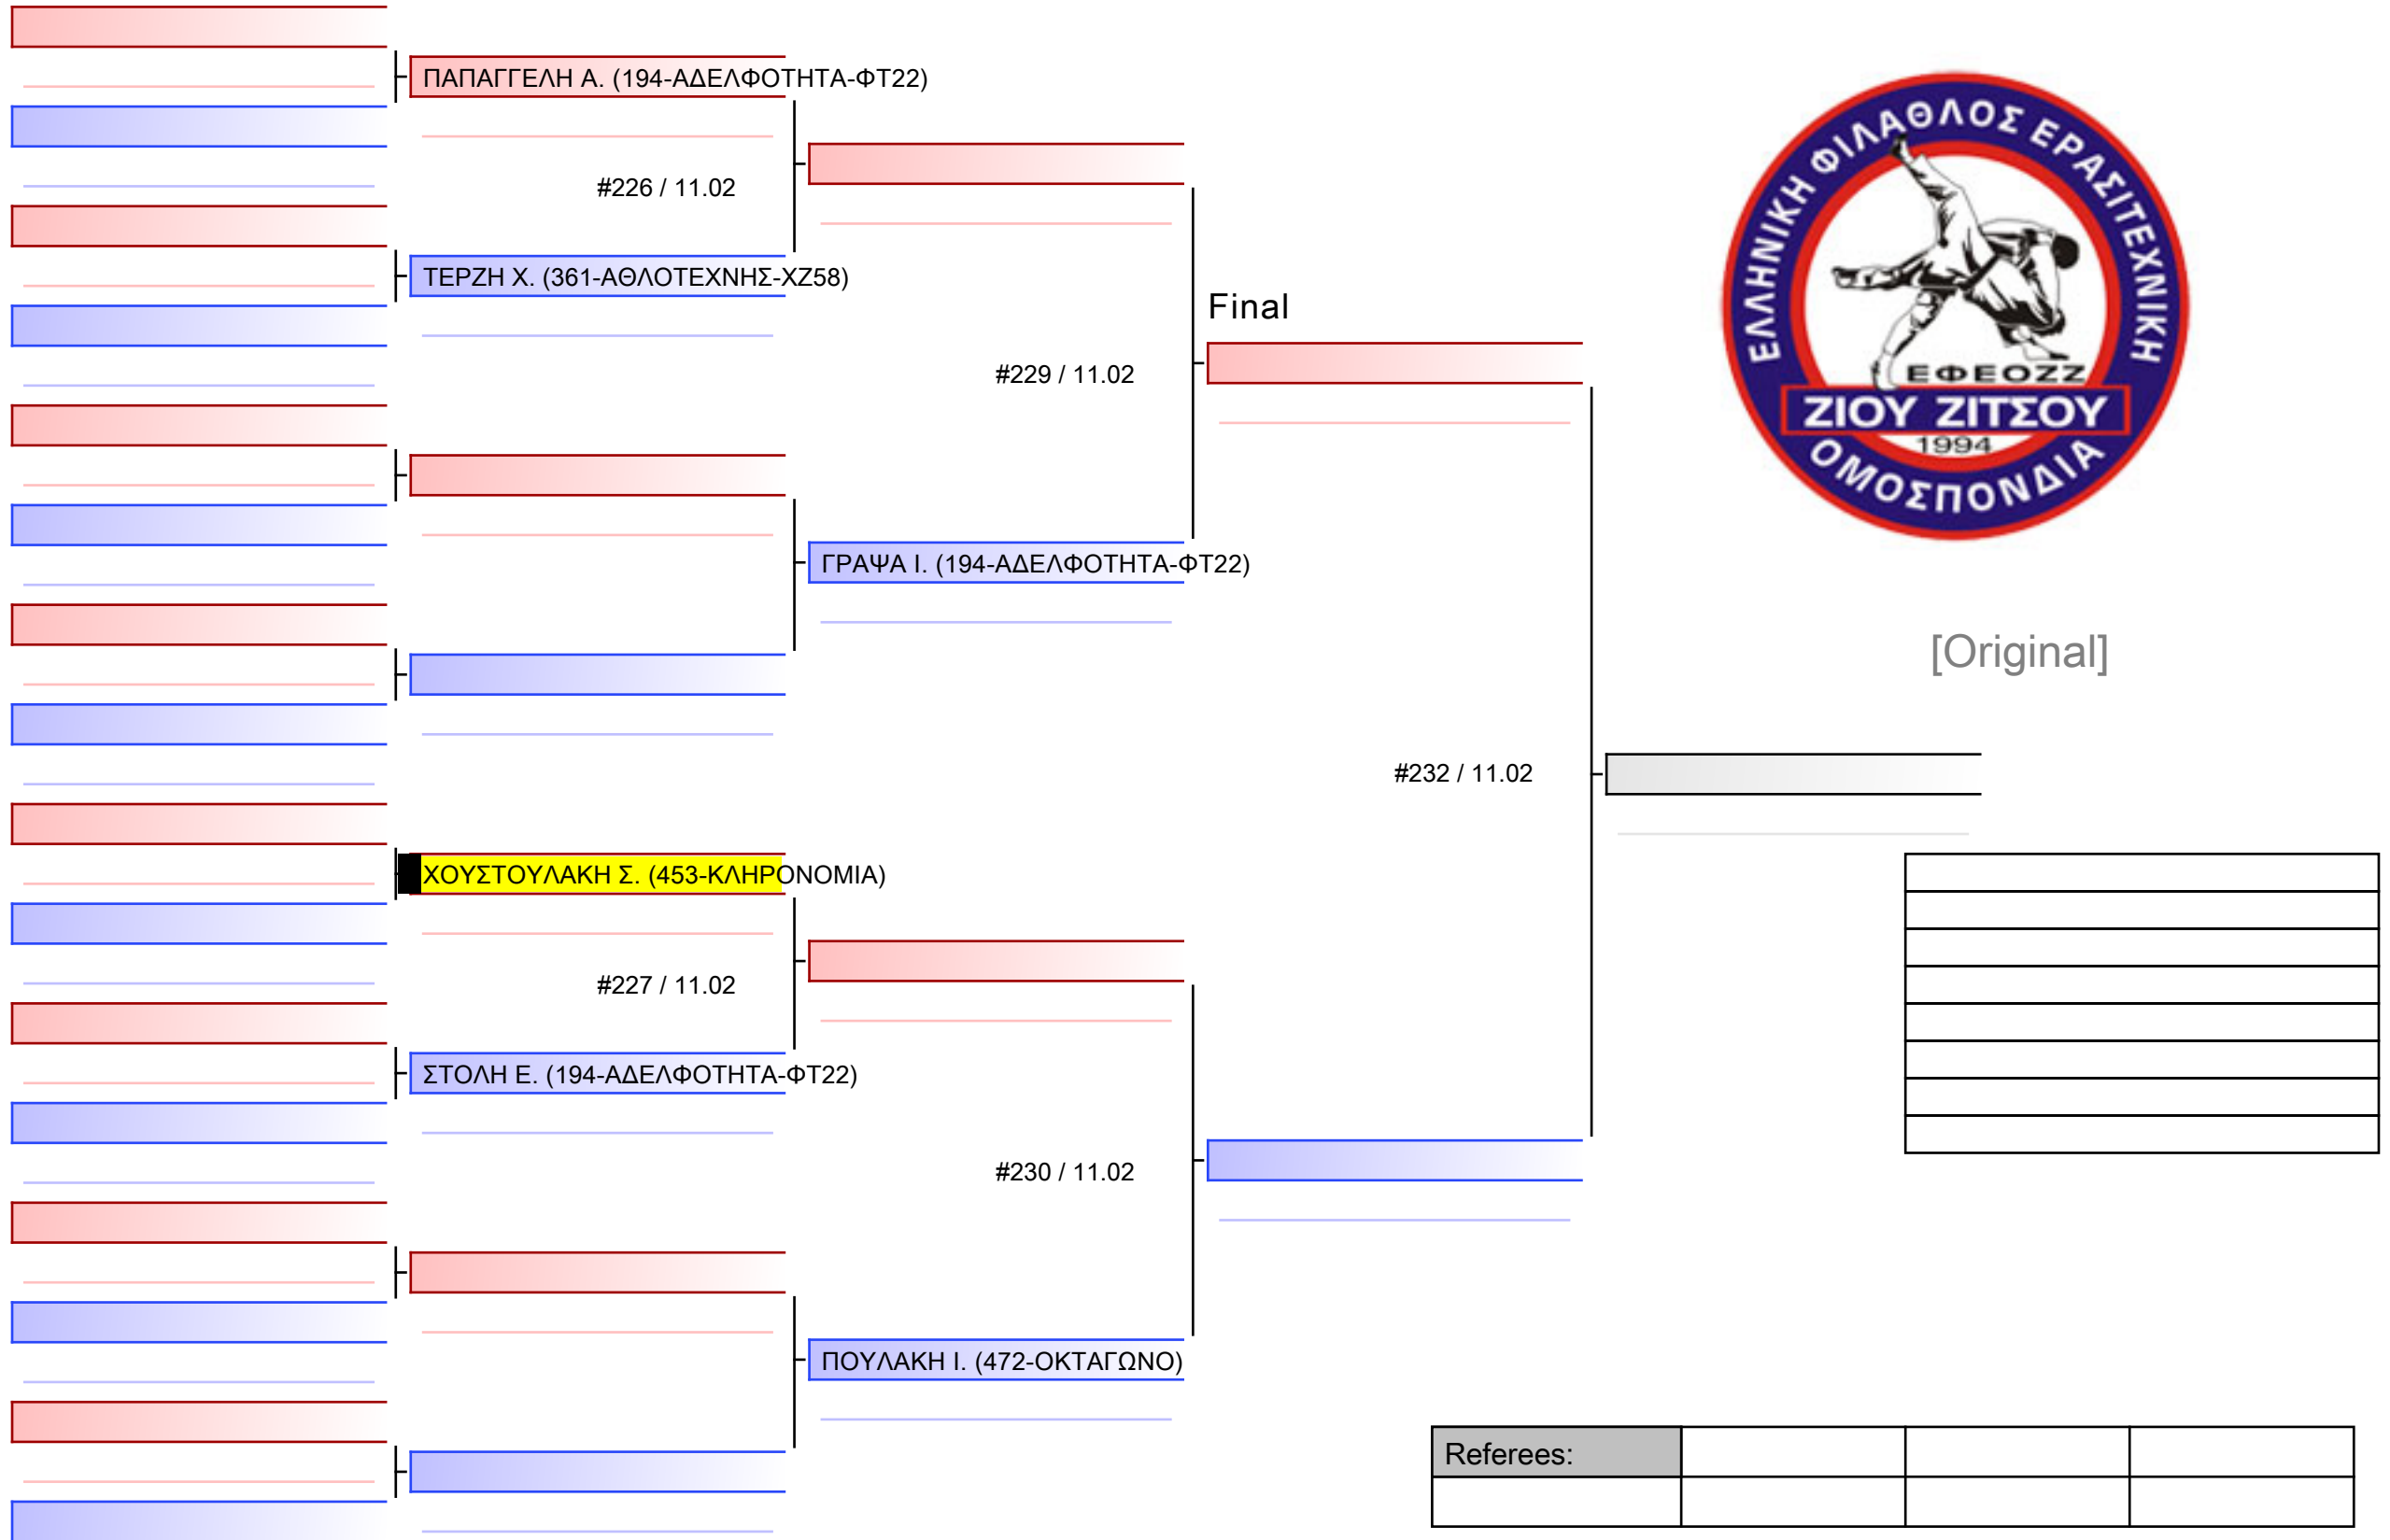 ΠΑΠΑΓΓΕΛΗ Α. (194-ΑΔΕΛΦΟΤΗΤΑ-ΦΤ22)
#226 / 11.02
ΤΕΡΖΗ Χ. (361-ΑΘΛΟΤΕΧΝΗΣ-ΧΖ58)
Final
#229 / 11.02
ΓΡΑΨΑ Ι. (194-ΑΔΕΛΦΟΤΗΤΑ-ΦΤ22)
ΕΛΛΗΝΙΚΗ ΦΙΛΑΘΛΟΣ ΕΡΑΣΙΤΕΧΝΙΚΗ
ΕΦΕΟΖΖ
ΖΙΟΥ ΖΙΤΣΟΥ
1994
ΟΜΟΣΠΟΝΔΙΑ
[Original]
#232 / 11.02
ΧΟΥΣΤΟΥΛΑΚΗ Σ. (453-ΚΛΗΡΟΝΟΜΙΑ)
#227 / 11.02
ΣΤΟΛΗ Ε. (194-ΑΔΕΛΦΟΤΗΤΑ-ΦΤ22)
#230 / 11.02
ΠΟΥΛΑΚΗ Ι. (472-ΟΚΤΑΓΩΝΟ)
Referees: